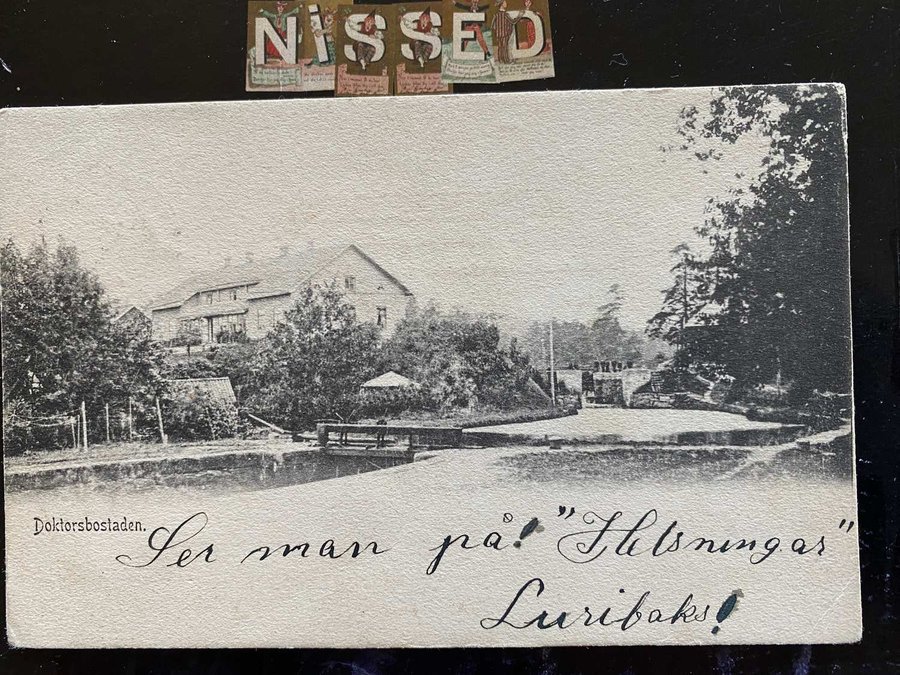 NISSED
Doktorsbostaden.
Ser man på! "Helsningar"
Luribaks!